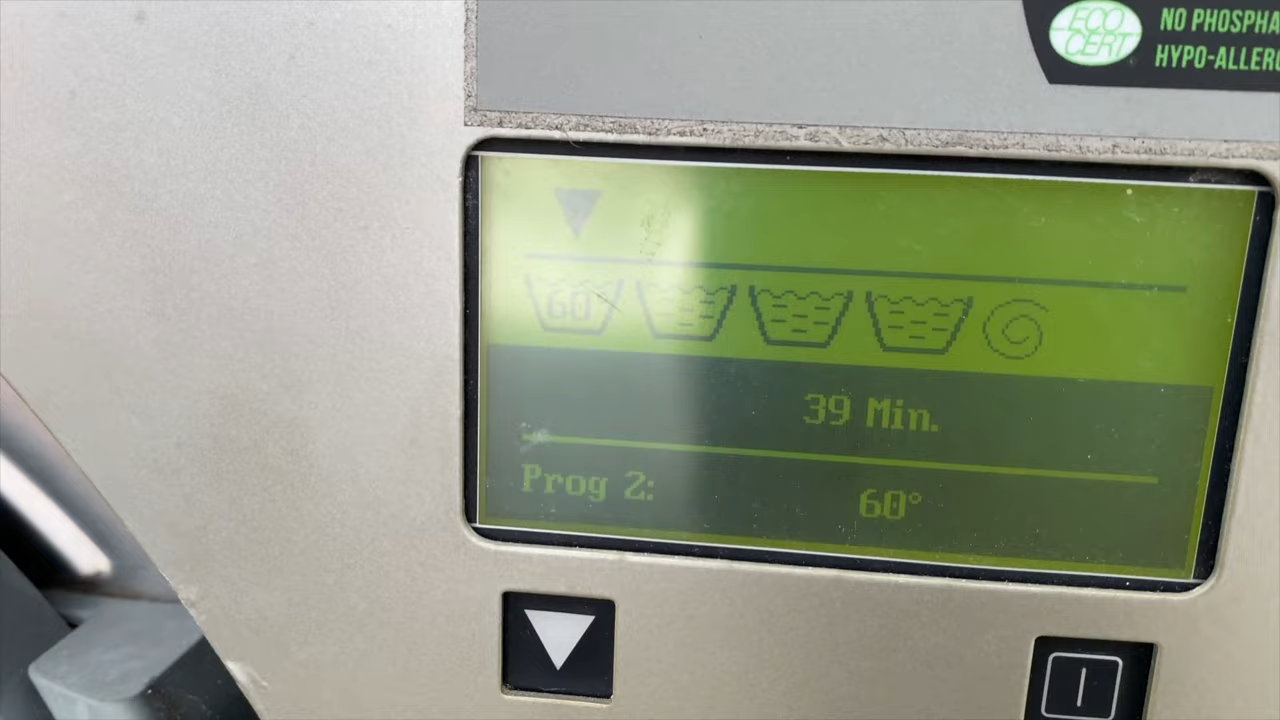 ECO
CERT
NO PHOSPHA
HYPO-ALLERG
60°
39 Min.
Prog 2:
60°